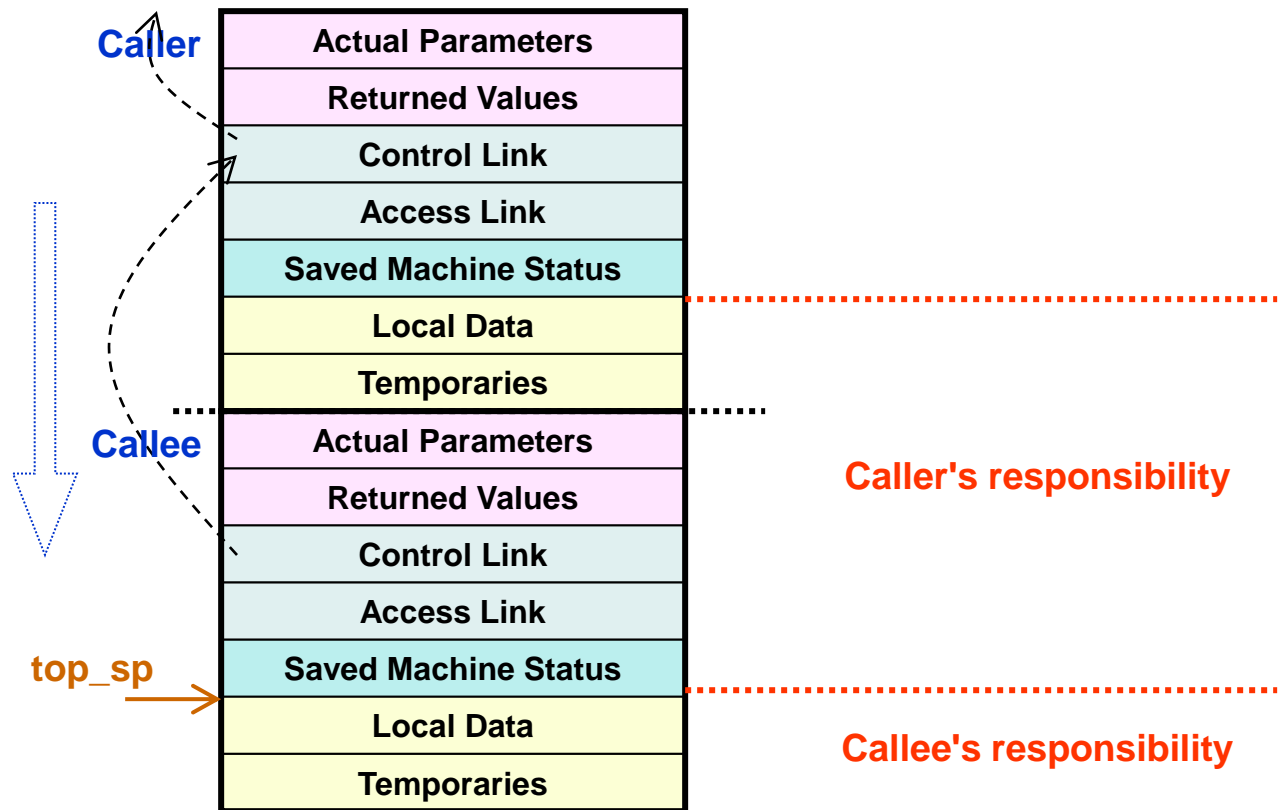 Caller
Actual Parameters
Returned Values
Control Link
Access Link
Saved Machine Status
Local Data
Temporaries
Callee
Actual Parameters
Returned Values
Caller's responsibility
Control Link
Access Link
top_sp
Saved Machine Status
Local Data
Callee's responsibility
Temporaries